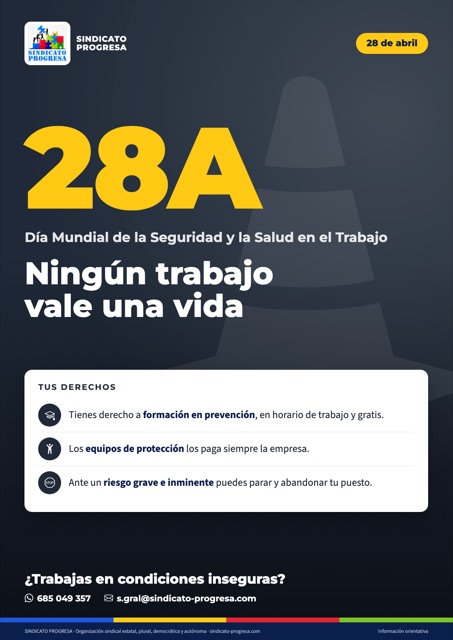 SINDICATO
PROGRESA
SINDICATO
PROGRESA
28 de abril
28A
Día Mundial de la Seguridad y la Salud en el Trabajo
Ningún trabajo
vale una vida
TUS DERECHOS
Tienes derecho a formación en prevención, en horario de trabajo y gratis.
Los equipos de protección los paga siempre la empresa.
STOP
Ante un riesgo grave e inminente puedes parar y abandonar tu puesto.
¿Trabajas en condiciones inseguras?
685 049 357 s.gral@sindicato-progresa.com
SINDICATO PROGRESA · Organización sindical estatal, plural, democrática y autónoma · sindicato-progresa.com
Información orientativa